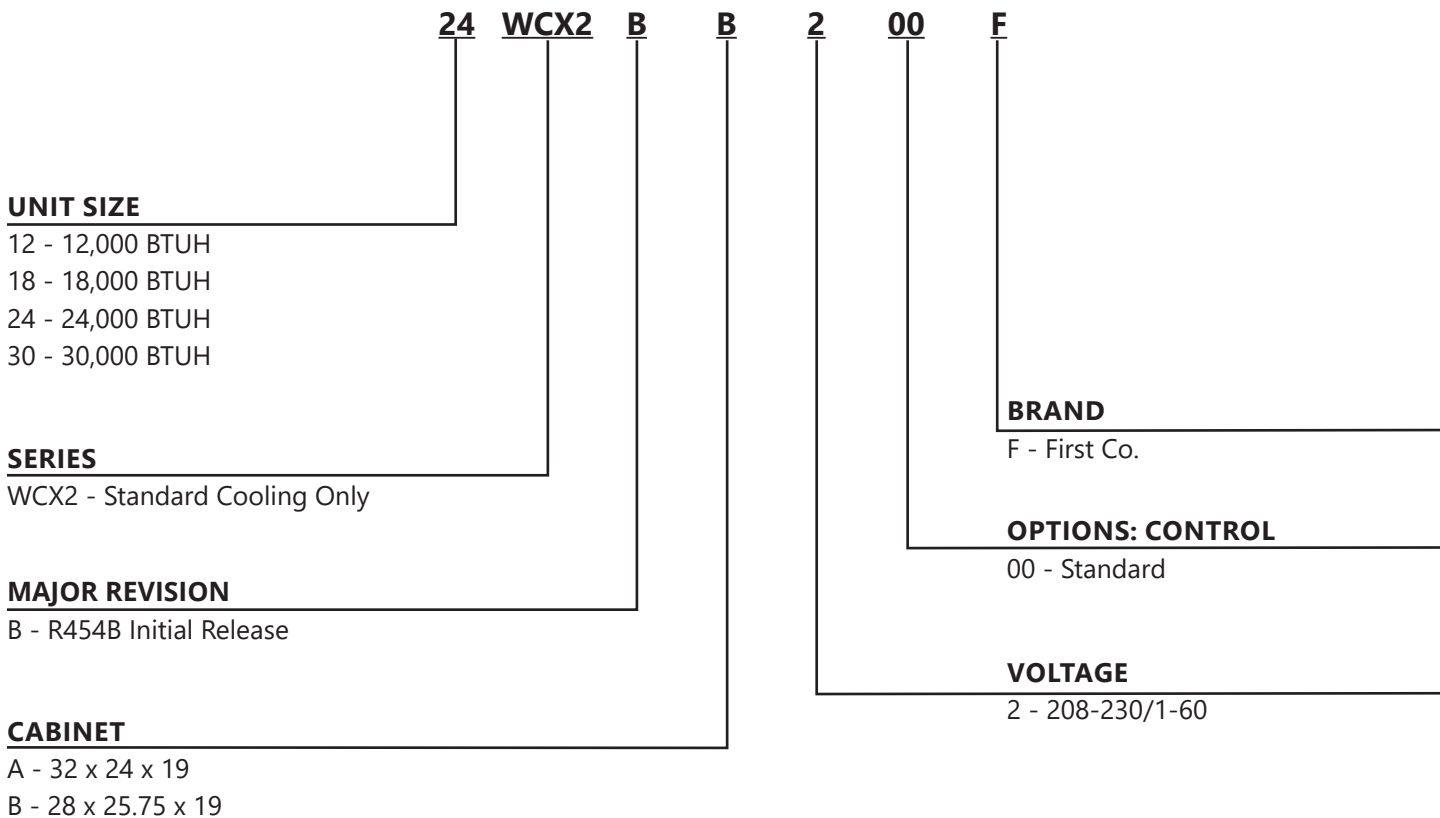 24 WCX2 B B 2 00 F
UNIT SIZE
12 - 12,000 BTUH
18 - 18,000 BTUH
24 - 24,000 BTUH
30 - 30,000 BTUH
SERIES
WCX2 - Standard Cooling Only
MAJOR REVISION
B - R454B Initial Release
CABINET
A - 32 x 24 x 19
B - 28 x 25.75 x 19
BRAND
F - First Co.
OPTIONS: CONTROL
00 - Standard
VOLTAGE
2 - 208-230/1-60